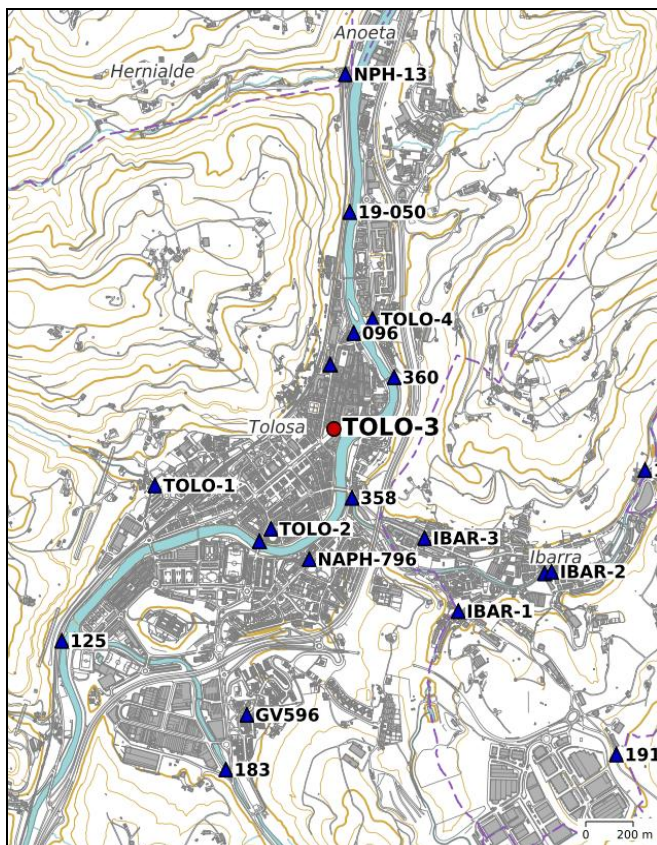 Anoeta
Hernialde
NPH-13
19-050
TOLO-4
096
360
TOLO-3
Tolosa
TOLO-1
358
TOLO-2
IBAR-3
NAPH-796
Ibarra
IBAR-2
IBAR-1
125
GV596
183
191
0 200 m